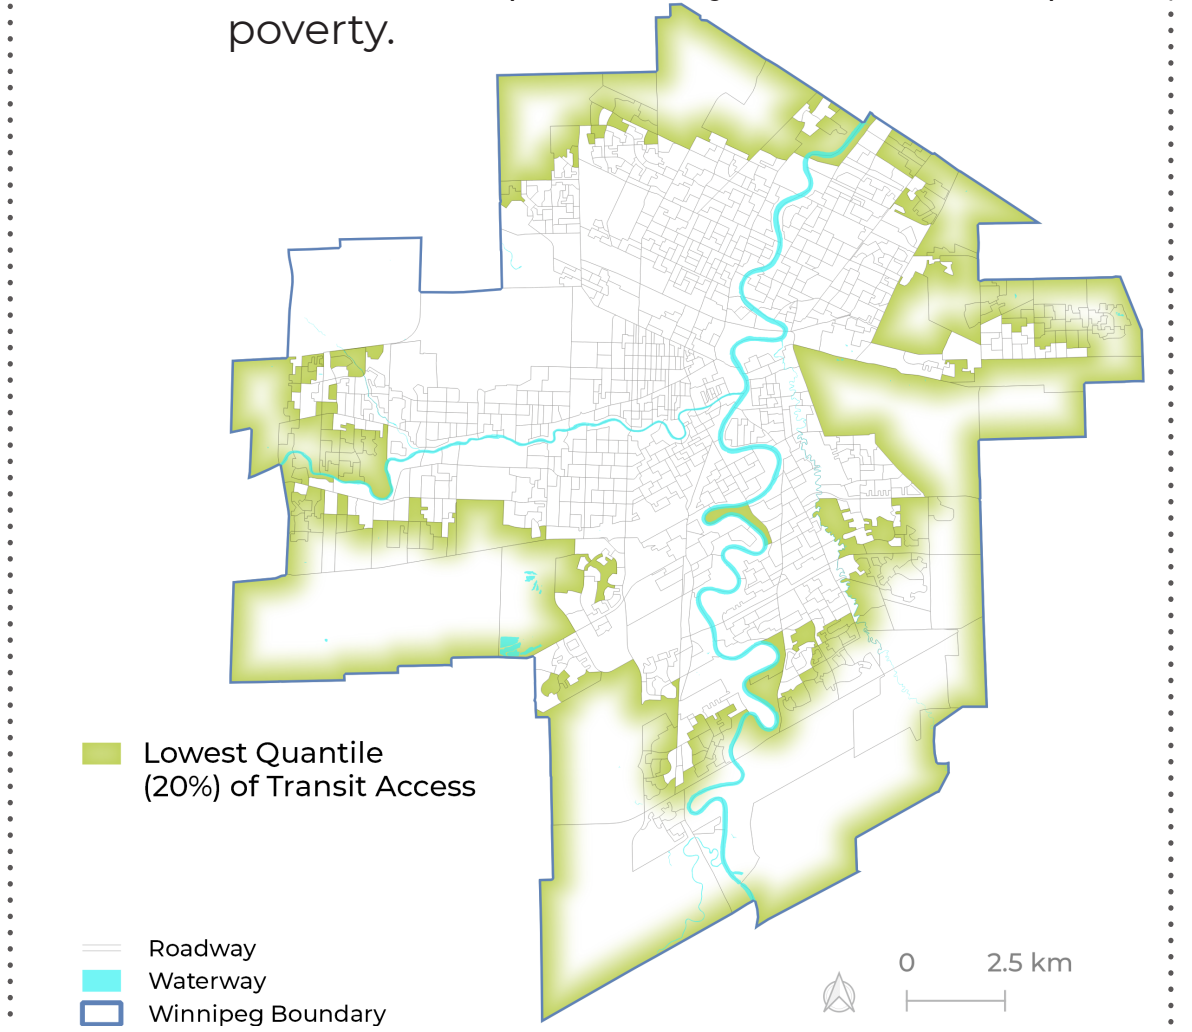 poverty.
Lowest Quantile
(20%) of Transit Access
Roadway
Waterway
Winnipeg Boundary
0 2.5 km